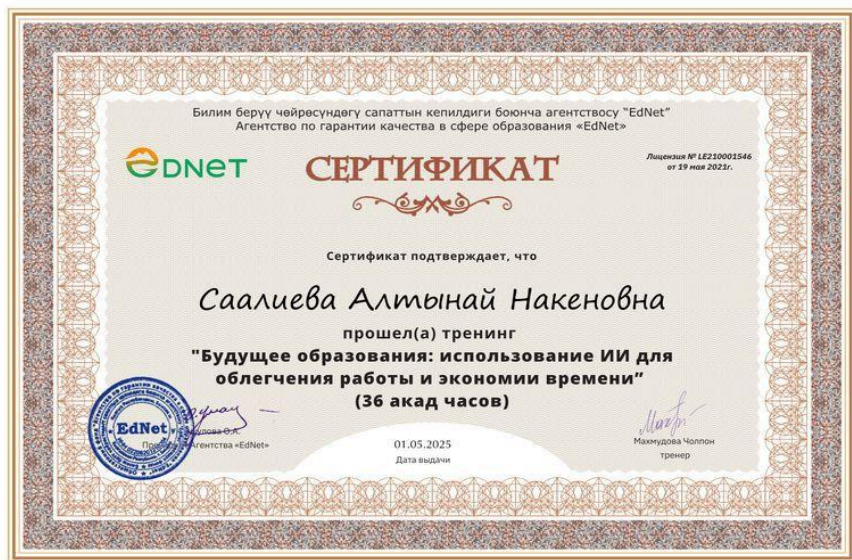 Билим берүү чөйрөсүндөгү сапаттын кепилдиги боюнча агентствосу "EdNet"
Агентство по гарантии качества в сфере образования «EdNet»
EDNET
СЕРТИФИКАТ
Лицензия № LE210001546
от 19 мая 2021г.
Сертификат подтверждает, что
Саалиева Алтынай Накеновна
прошел(а) тренинг
"Будущее образования: использование ИИ для
облегчения работы и экономии времени”
(36 акад часов)
EdNet
О.А.
Агентства «EdNet»
01.05.2025
Дата выдачи
Махмудова Чолпон
тренер